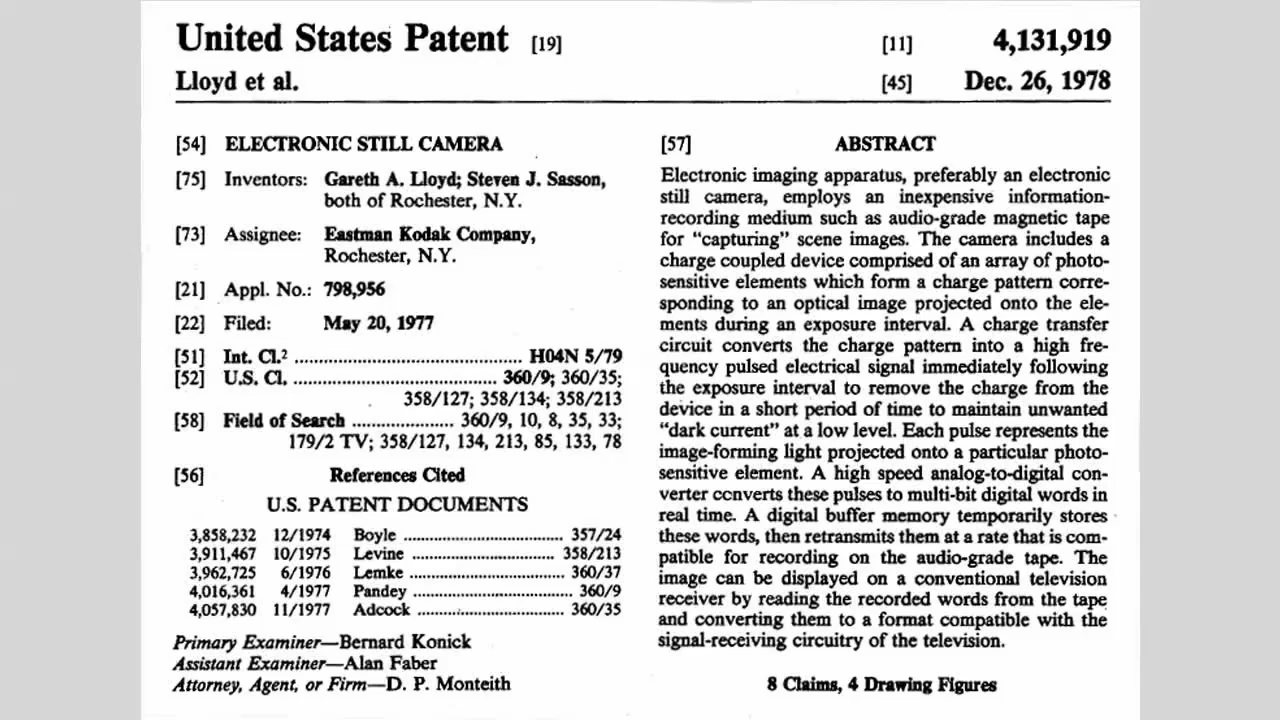 United States Patent [19]
[11] 4,131,919
Lloyd et al.
[45] Dec. 26, 1978
[54] ELECTRONIC STILL CAMERA
[75] Inventors: Gareth A. Lloyd; Steven J. Sasson,
both of Rochester, N.Y.
[73] Assignee: Eastman Kodak Company,
Rochester, N.Y.
[21] Appl. No.: 798,956
[22] Filed: May 20, 1977
[51] Int. Cl.² ........................................ H04N 5/79
[52] U.S. Cl. ..................................... 360/9; 360/35;
358/127; 358/134; 358/213
[58] Field of Search .................... 360/9, 10, 8, 35, 33;
179/2 TV; 358/127, 134, 213, 85, 133, 78
[56] References Cited
U.S. PATENT DOCUMENTS
3,858,232 12/1974 Boyle ................................. 357/24
3,911,467 10/1975 Levine ............................... 358/213
3,962,725 6/1976 Lemke ................................ 360/37
4,016,361 4/1977 Pandey ................................. 360/9
4,057,830 11/1977 Adcock .............................. 360/35
Primary Examiner—Bernard Konick
Assistant Examiner—Alan Faber
Attorney, Agent, or Firm—D. P. Monteith
[57] ABSTRACT
Electronic imaging apparatus, preferably an electronic
still camera, employs an inexpensive information-
recording medium such as audio-grade magnetic tape
for “capturing” scene images. The camera includes a
charge coupled device comprised of an array of photo-
sensitive elements which form a charge pattern corre-
sponding to an optical image projected onto the ele-
ments during an exposure interval. A charge transfer
circuit converts the charge pattern into a high fre-
quency pulsed electrical signal immediately following
the exposure interval to remove the charge from the
device in a short period of time to maintain unwanted
“dark current” at a low level. Each pulse represents the
image-forming light projected onto a particular photo-
sensitive element. A high speed analog-to-digital con-
verter ccnverts these pulses to multi-bit digital words in
real time. A digital buffer memory temporarily stores
these words, then retransmits them at a rate that is com-
patible for recording on the audio-grade tape. The
image can be displayed on a conventional television
receiver by reading the recorded words from the tape
and converting them to a format compatible with the
signal-receiving circuitry of the television.
8 Claims, 4 Drawing Figures